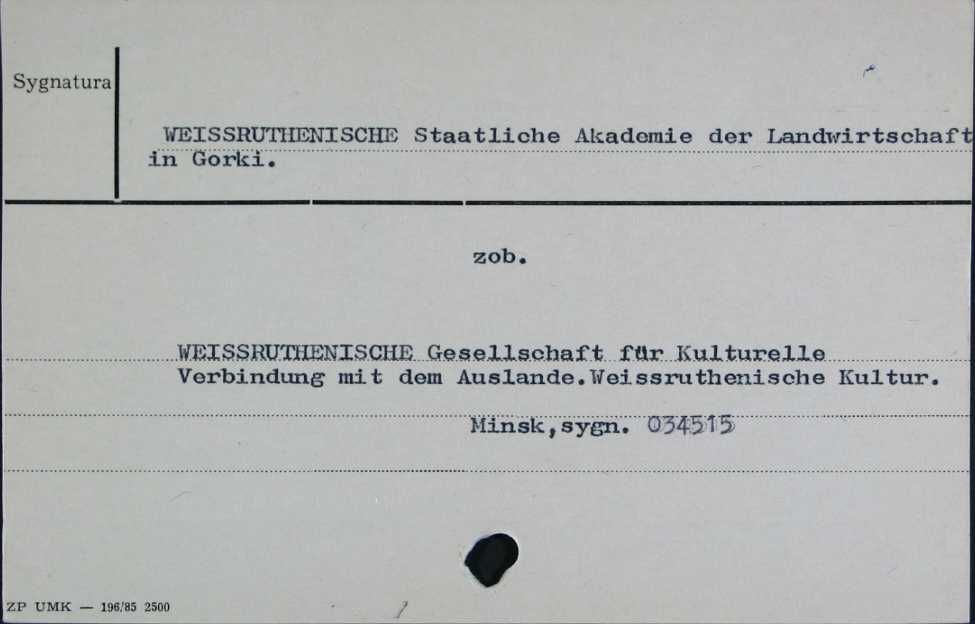 Sygnatura
WEISSRUTHENISCHE Staatliche Akademie der Landwirtschaft
in Gorki.
zob.
WEISSRUTHENISCHE Gesellschaft für Kulturelle
Verbindung mit dem Auslande.Weissruthenische Kultur.
Minsk,sygn. 034515
ZP UMK — 196/85 2500